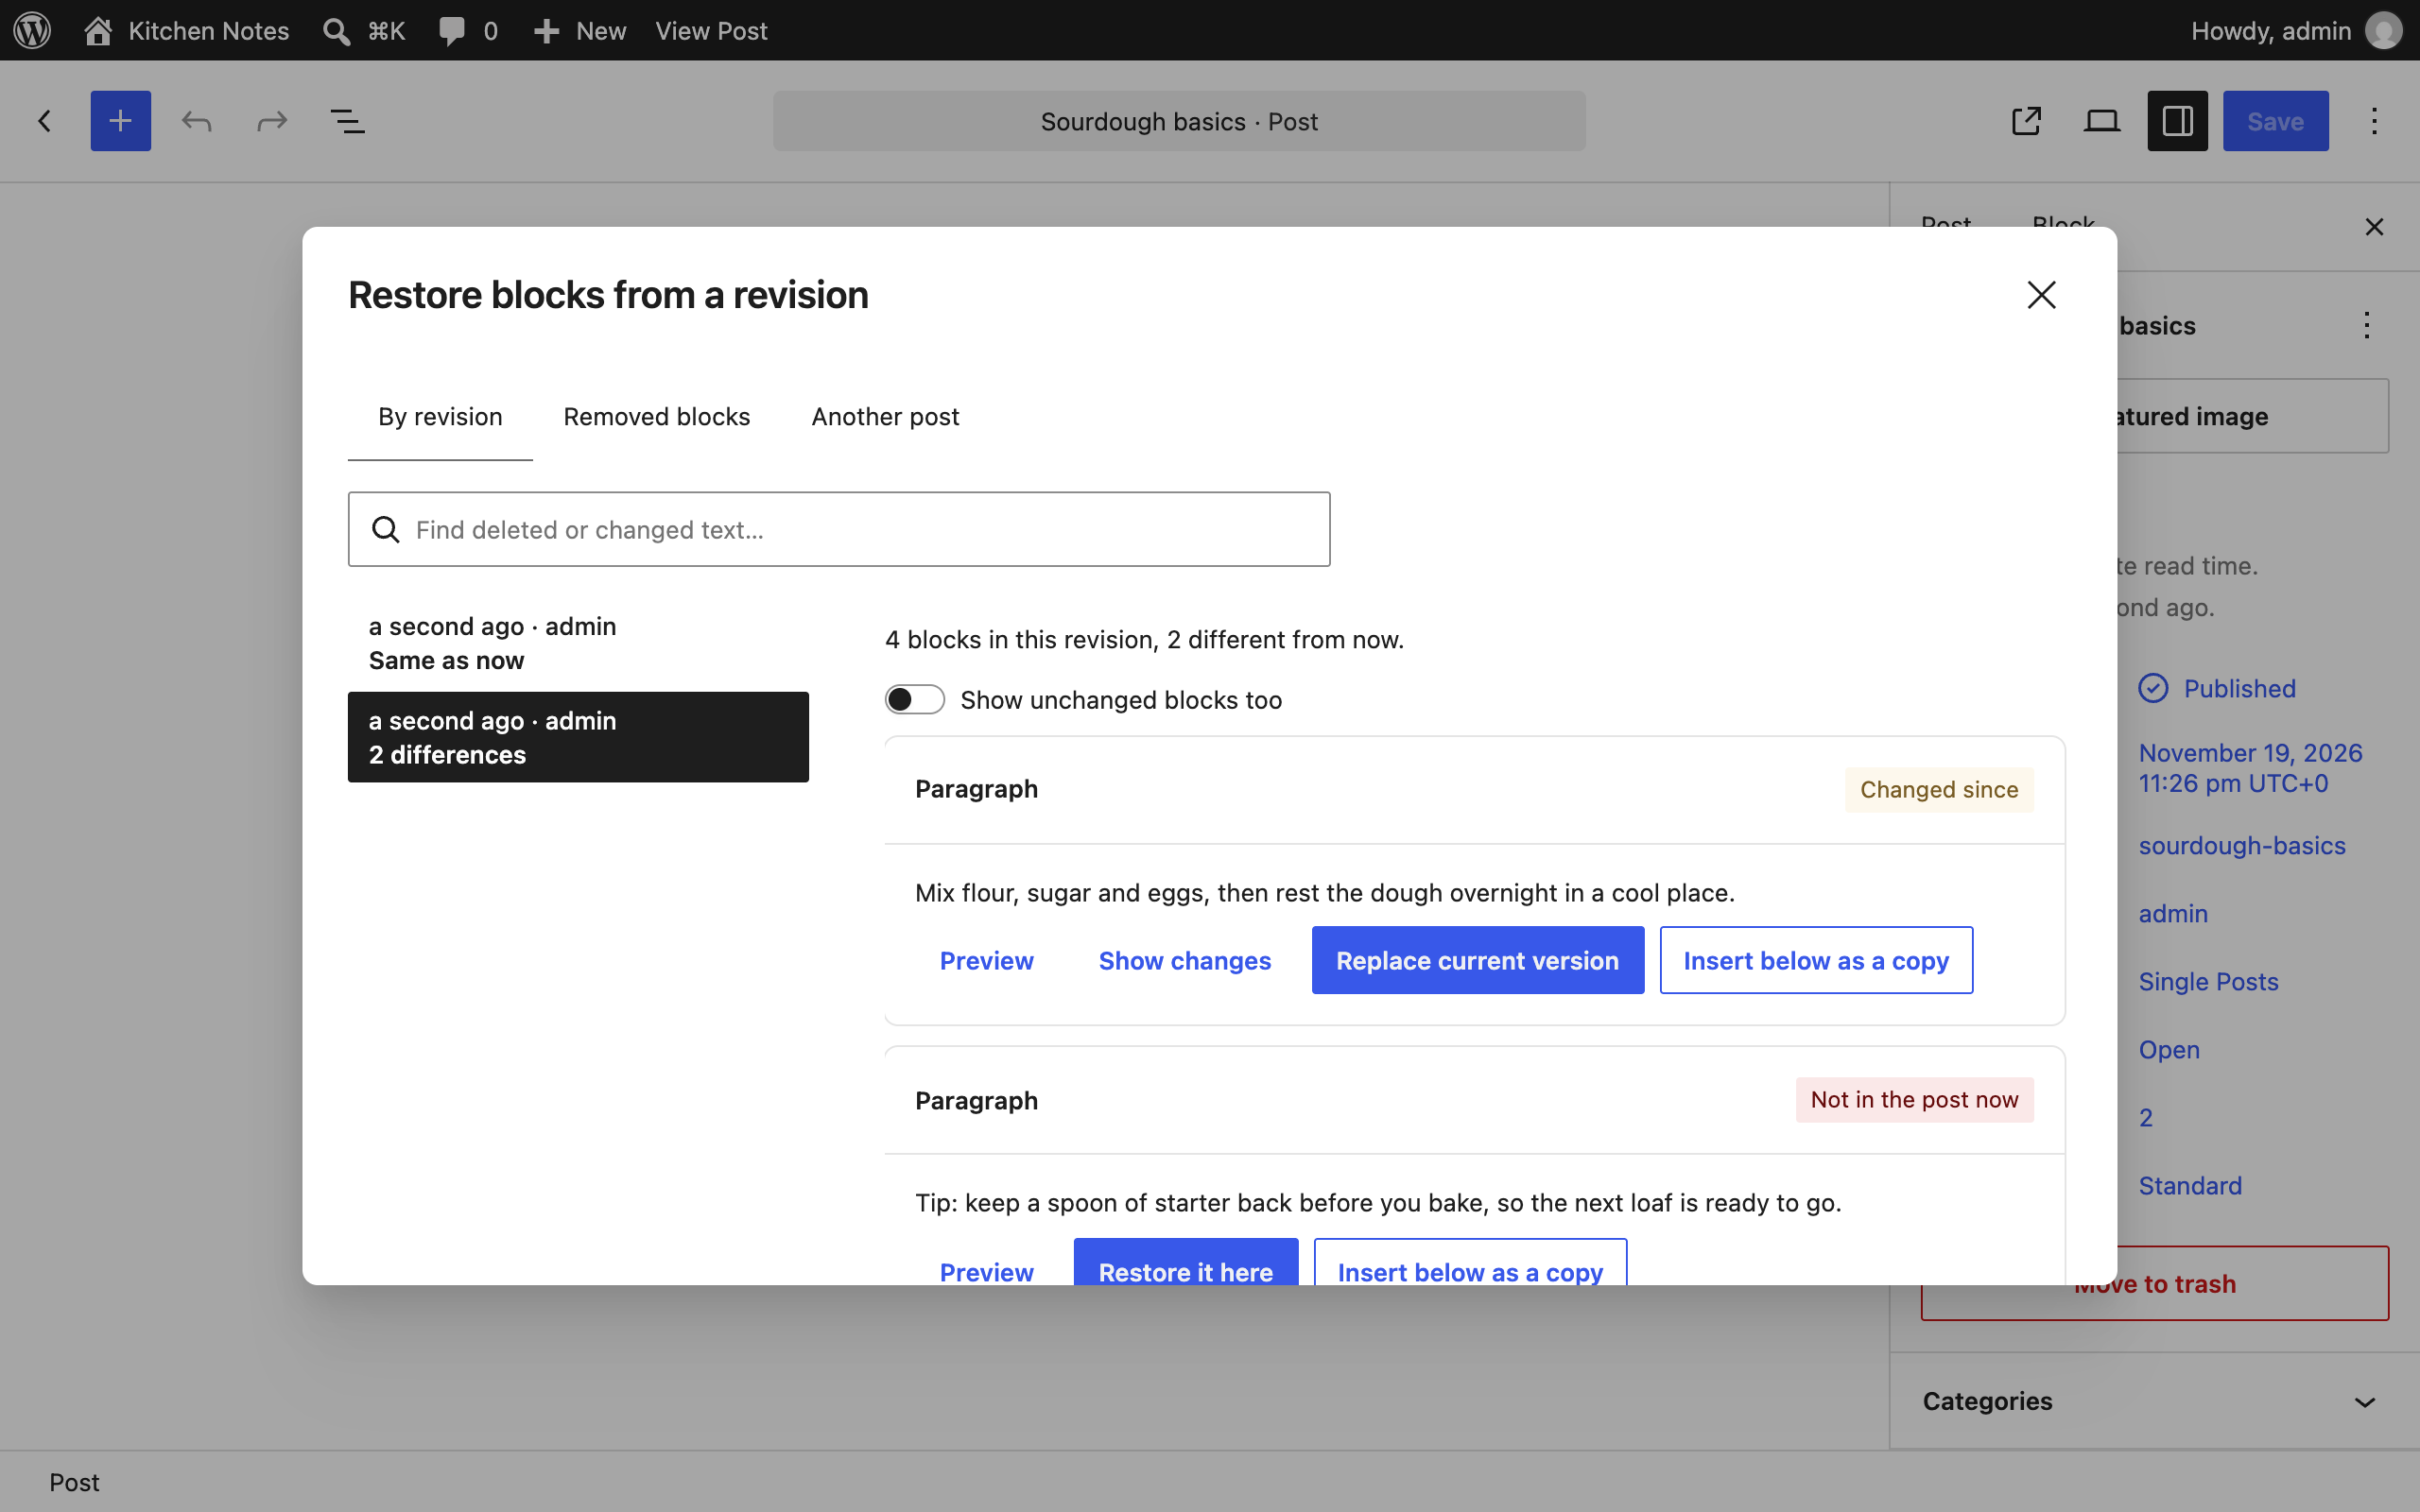 Kitchen Notes ⌘K 0 New View Post Howdy, admin
Sourdough basics · Post Save
Post Block
Restore blocks from a revision
basics
By revision Removed blocks Another post
atured image
Find deleted or changed text...
te read time.
ond ago.
a second ago · admin
Same as now
a second ago · admin
2 differences
4 blocks in this revision, 2 different from now.
Show unchanged blocks too
Paragraph Changed since
Mix flour, sugar and eggs, then rest the dough overnight in a cool place.
Preview Show changes Replace current version Insert below as a copy
Paragraph Not in the post now
Tip: keep a spoon of starter back before you bake, so the next loaf is ready to go.
Preview Restore it here Insert below as a copy
Published
November 19, 2026
11:26 pm UTC+0
sourdough-basics
admin
Single Posts
Open
2
Standard
Move to trash
Categories
Post